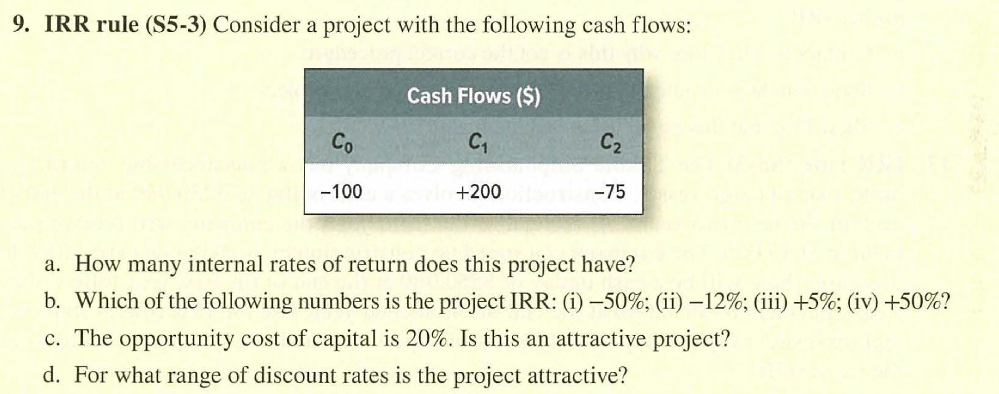 9. IRR rule (S5-3) Consider a project with the following cash flows:
Cash Flows ($)
C₀ C₁ C₂
–100 +200 –75
a. How many internal rates of return does this project have?
b. Which of the following numbers is the project IRR: (i) –50%; (ii) –12%; (iii) +5%; (iv) +50%?
c. The opportunity cost of capital is 20%. Is this an attractive project?
d. For what range of discount rates is the project attractive?